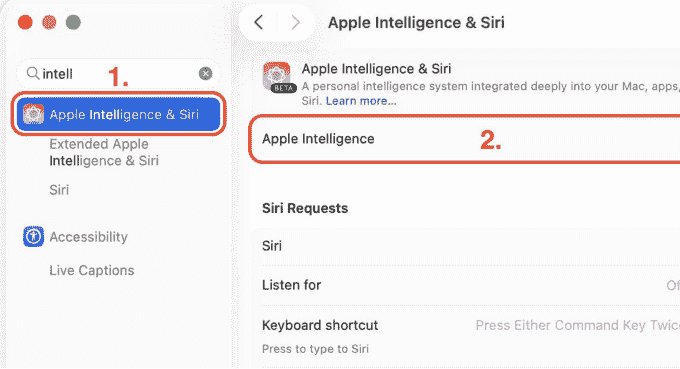 Apple Intelligence & Siri
intell
1.
Apple Intelligence & Siri
Extended Apple
Intelligence & Siri
Siri
Accessibility
Live Captions
Apple Intelligence & Siri
BETA
A personal intelligence system integrated deeply into your Mac, apps,
Siri. Learn more...
Apple Intelligence
2.
Siri Requests
Siri
Listen for
Keyboard shortcut
Press Either Command Key Twice
Press to type to Siri